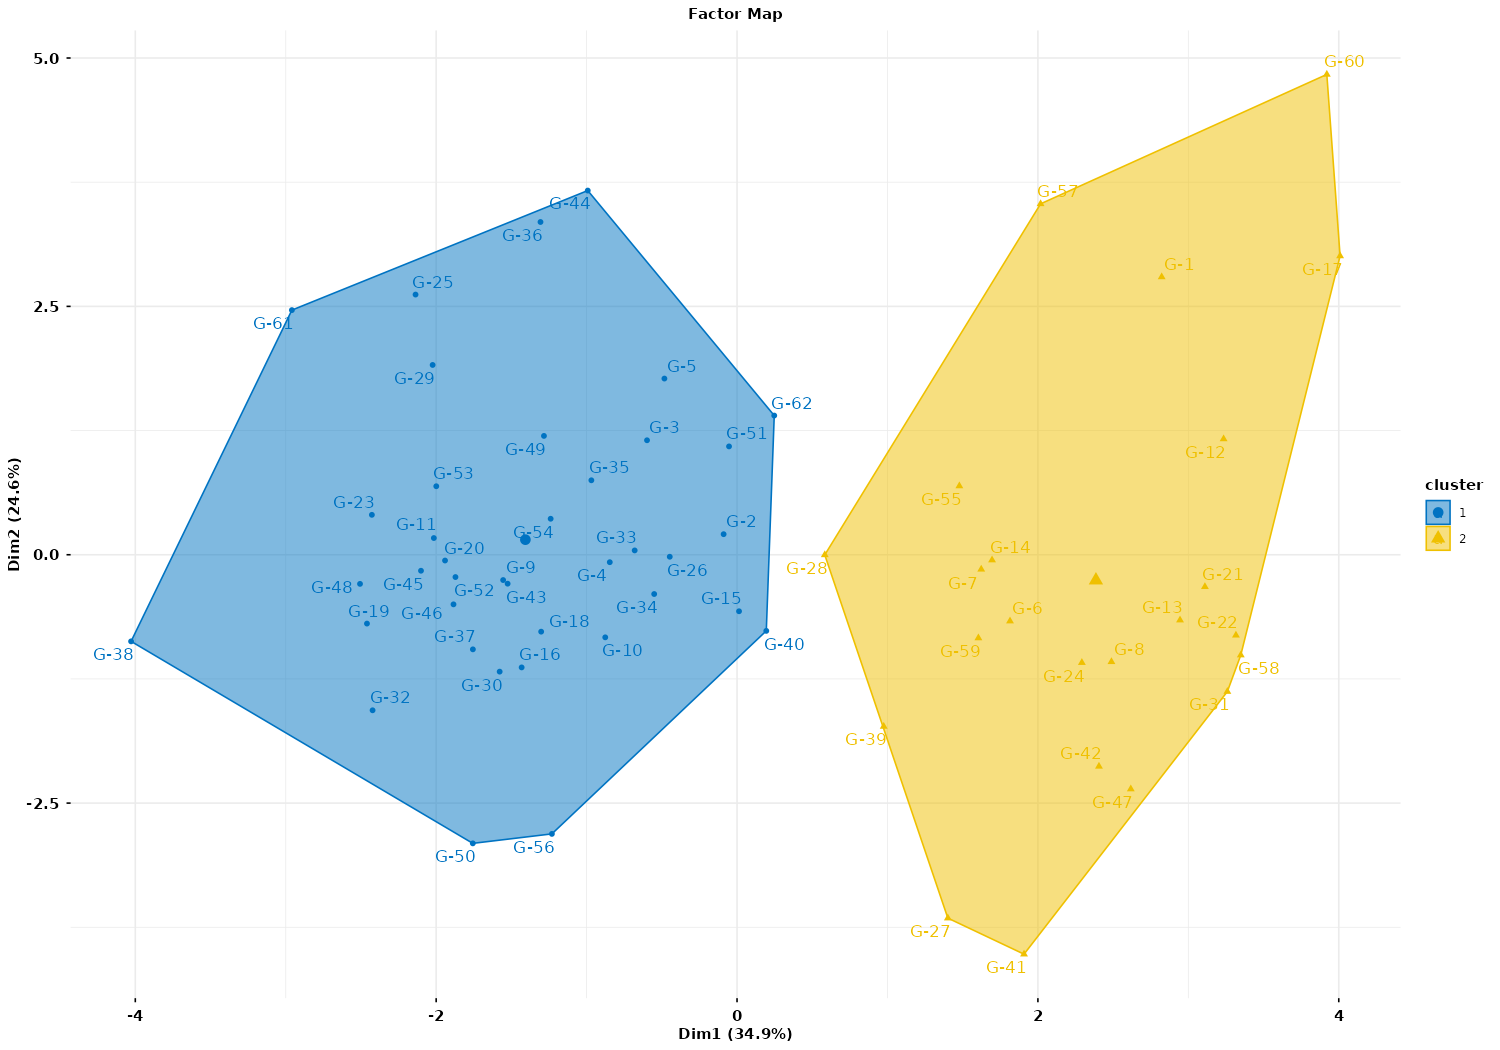 Factor Map
5.0
2.5
0.0
-2.5
Dim2 (24.6%)
-4
-2
0
2
4
Dim1 (34.9%)
G-60
G-57
G-44
G-36
G-1
G-17
G-25
G-61
G-5
G-29
G-62
G-3
G-51
G-49
G-12
G-35
G-53
G-55
G-23
G-11
G-2
G-54
G-33
G-20
G-14
G-28
G-9
G-4
G-26
G-21
G-7
G-48
G-45
G-52
G-43
G-15
G-34
G-13
G-6
G-19
G-46
G-18
G-22
G-37
G-40
G-10
G-59
G-8
G-38
G-16
G-58
G-24
G-30
G-32
G-31
G-39
G-42
G-47
G-56
G-50
G-27
G-41
cluster
1
2